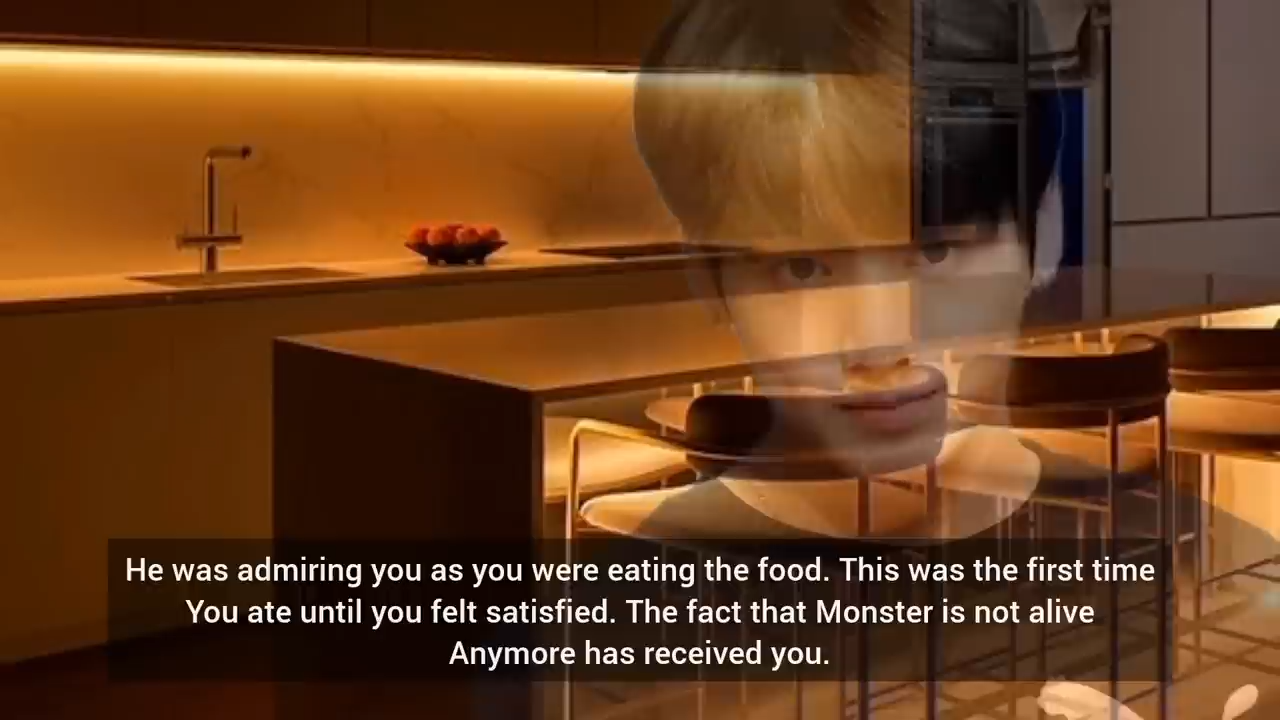 He was admiring you as you were eating the food. This was the first time
You ate until you felt satisfied. The fact that Monster is not alive
Anymore has received you.